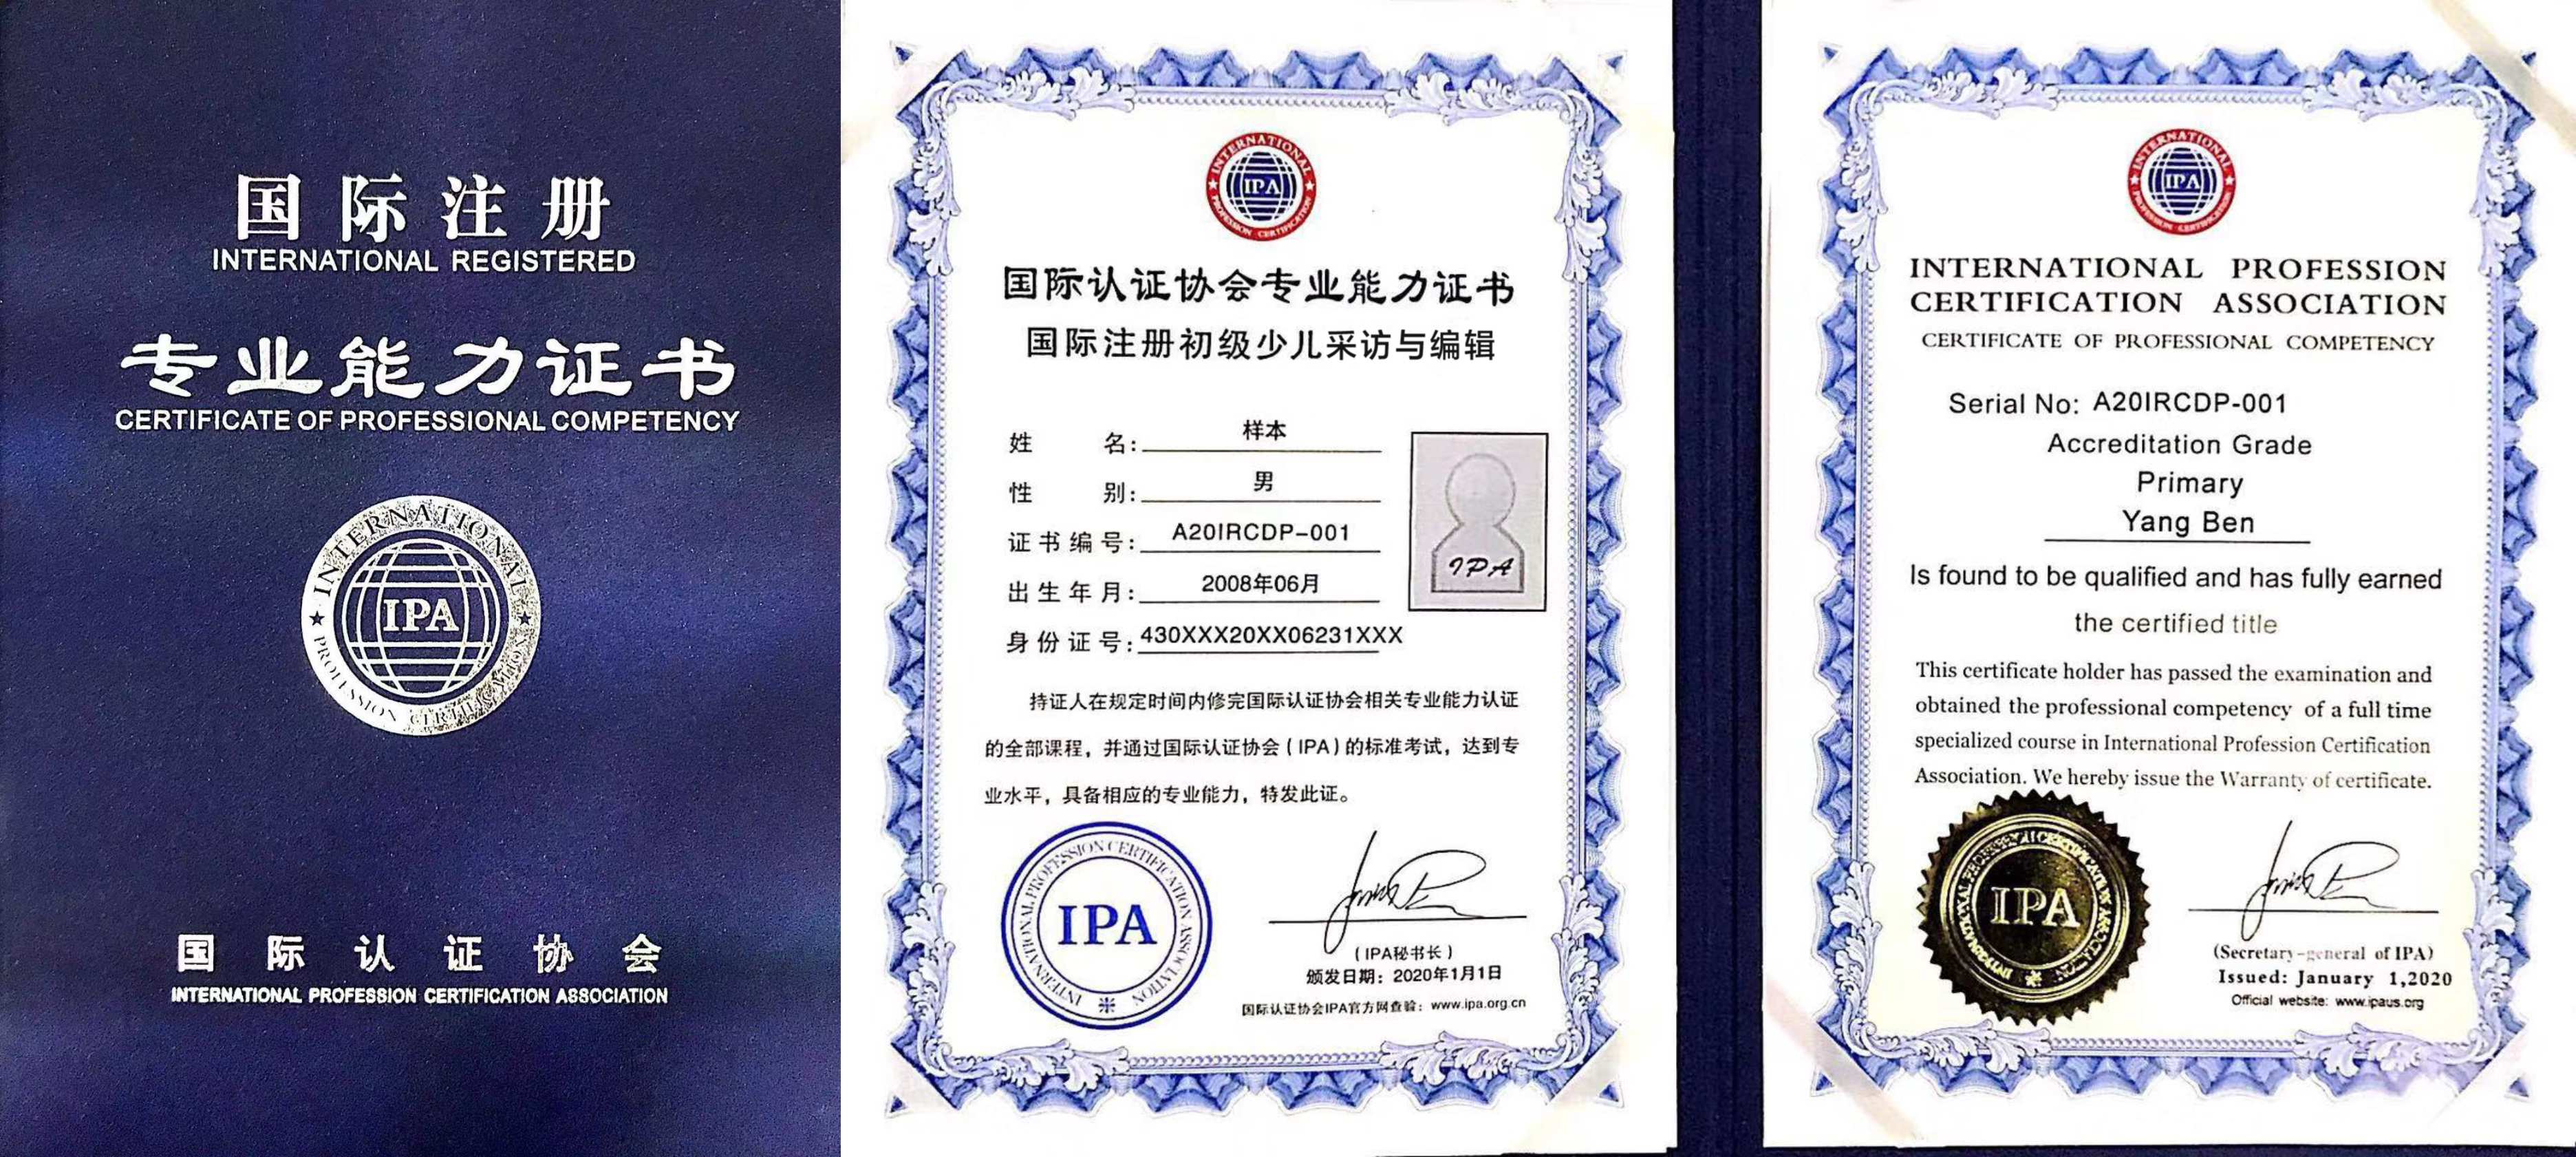 国际注册
INTERNATIONAL REGISTERED
专业能力证书
CERTIFICATE OF PROFESSIONAL COMPETENCY
INTERNATIONAL
IPA
PROFESSION CERTIFICATION
国际认证协会
INTERNATIONAL PROFESSION CERTIFICATION ASSOCIATION
INTERNATIONAL
IPA
PROFESSION CERTIFICATION
国际认证协会专业能力证书
国际注册初级少儿采访与编辑
姓名: 样本
性别: 男
证书编号: A20IRCDP-001
出生年月: 2008年06月
身份证号: 430XXX20XX06231XXX
IPA
持证人在规定时间内修完国际认证协会相关专业能力认证
的全部课程，并通过国际认证协会（IPA）的标准考试，达到专
业水平，具备相应的专业能力，特发此证。
INTERNATIONAL PROFESSION CERTIFICATION ASSOCIATION
IPA
（IPA秘书长）
颁发日期：2020年1月1日
国际认证协会IPA官方网查验：www.ipa.org.cn
INTERNATIONAL
IPA
PROFESSION CERTIFICATION
INTERNATIONAL PROFESSION
CERTIFICATION ASSOCIATION
CERTIFICATE OF PROFESSIONAL COMPETENCY
Serial No: A20IRCDP-001
Accreditation Grade
Primary
Yang Ben
Is found to be qualified and has fully earned
the certified title
This certificate holder has passed the examination and
obtained the professional competency of a full time
specialized course in International Profession Certification
Association. We hereby issue the Warranty of certificate.
IPA
(Secretary-general of IPA)
Issued: January 1,2020
Official website: www.ipaus.org